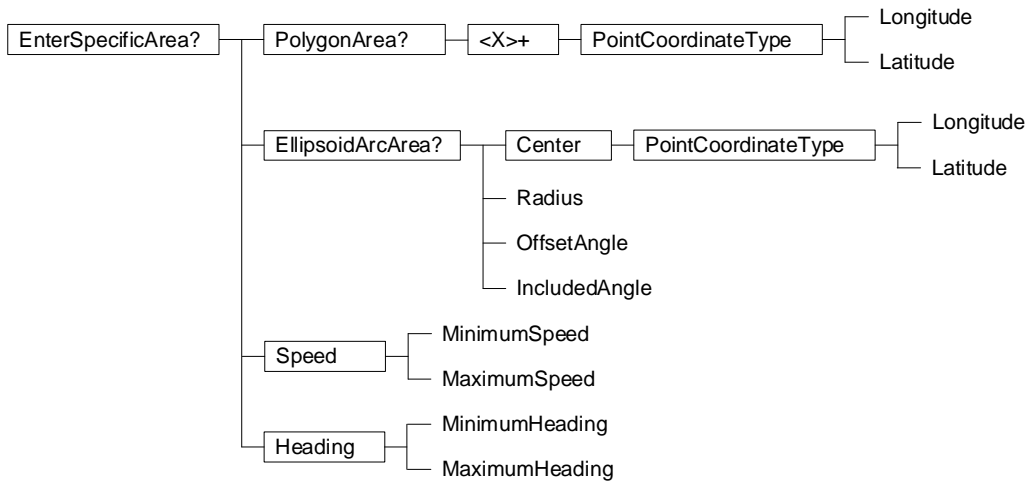 EnterSpecificArea?
PolygonArea?
<X>+
PointCoordinateType
Longitude
Latitude
EllipsoidArcArea?
Center
PointCoordinateType
Longitude
Latitude
Radius
OffsetAngle
IncludedAngle
Speed
MinimumSpeed
MaximumSpeed
Heading
MinimumHeading
MaximumHeading